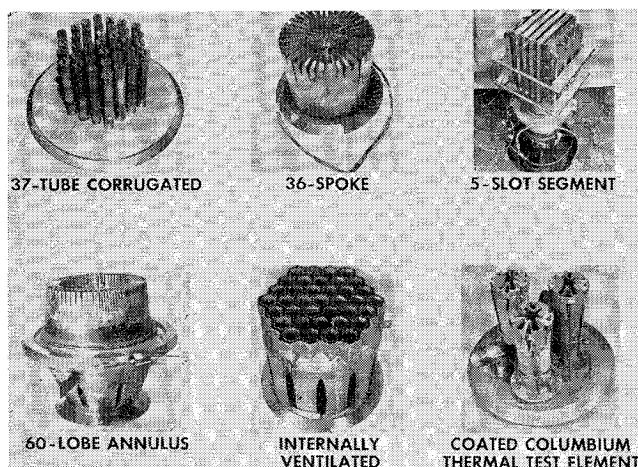 37-TUBE CORRUGATED
36-SPOKE
5-SLOT SEGMENT
60-LOBE ANNULUS
INTERNALLY
VENTILATED
COATED COLUMBIUM
THERMAL TEST ELEMENT